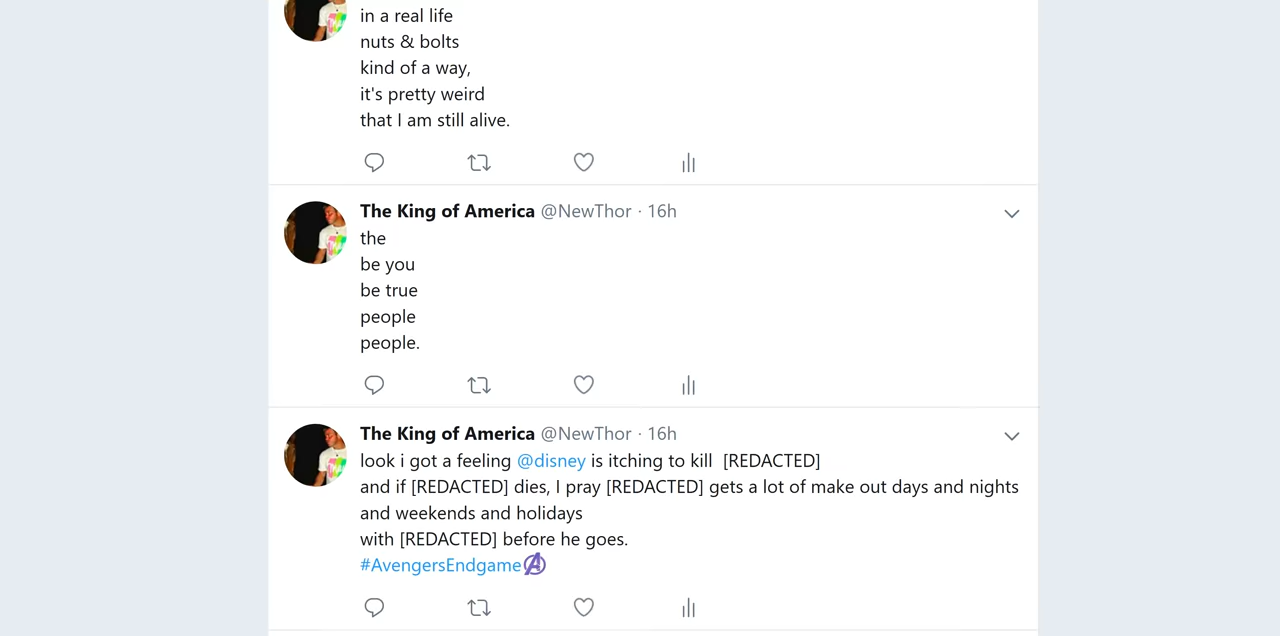 in a real life
nuts & bolts
kind of a way,
it's pretty weird
that I am still alive.
The King of America @NewThor · 16h
the
be you
be true
people
people.
The King of America @NewThor · 16h
look i got a feeling @disney is itching to kill  [REDACTED]
and if [REDACTED] dies, I pray [REDACTED] gets a lot of make out days and nights
and weekends and holidays
with [REDACTED] before he goes.
#AvengersEndgame